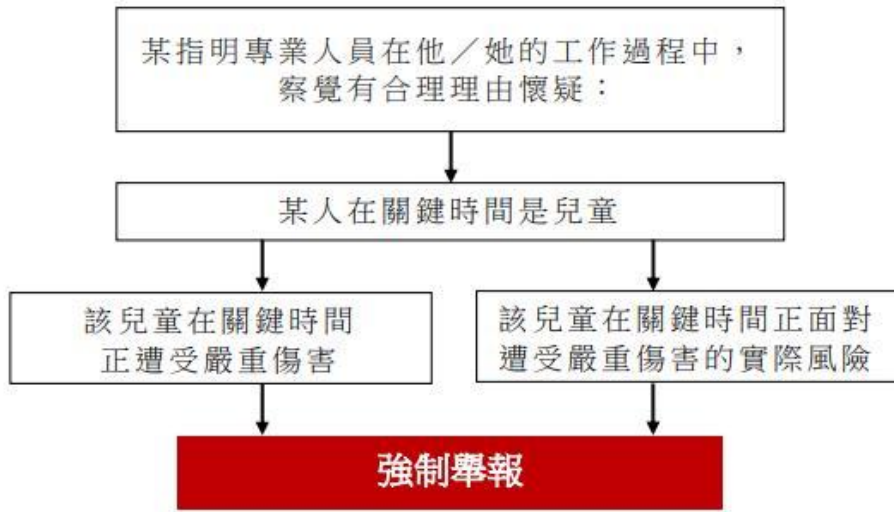 某指明專業人員在他／她的工作過程中，
察覺有合理理由懷疑：
某人在關鍵時間是兒童
該兒童在關鍵時間
正遭受嚴重傷害
該兒童在關鍵時間正面對
遭受嚴重傷害的實際風險
強制舉報